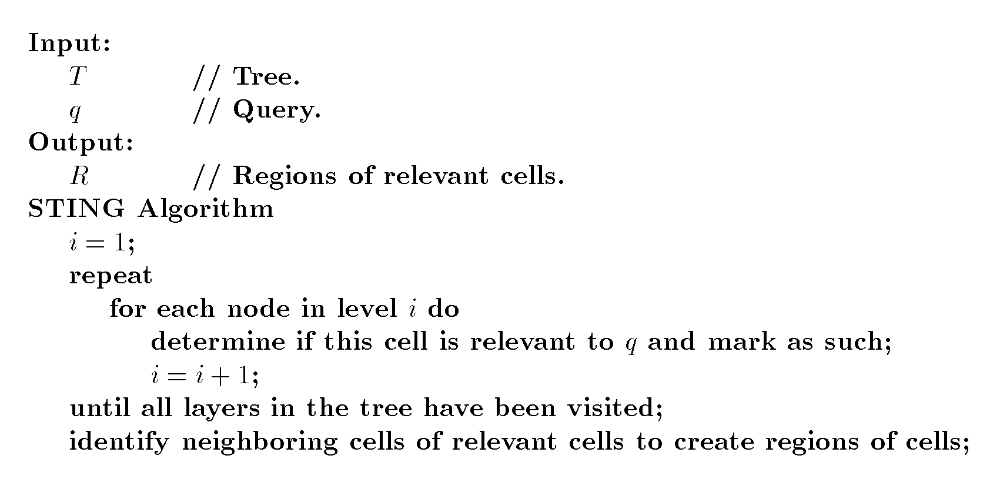 Input:
T // Tree.
q // Query.
Output:
R // Regions of relevant cells.
STING Algorithm
i = 1;
repeat
for each node in level i do
determine if this cell is relevant to q and mark as such;
i = i + 1;
until all layers in the tree have been visited;
identify neighboring cells of relevant cells to create regions of cells;